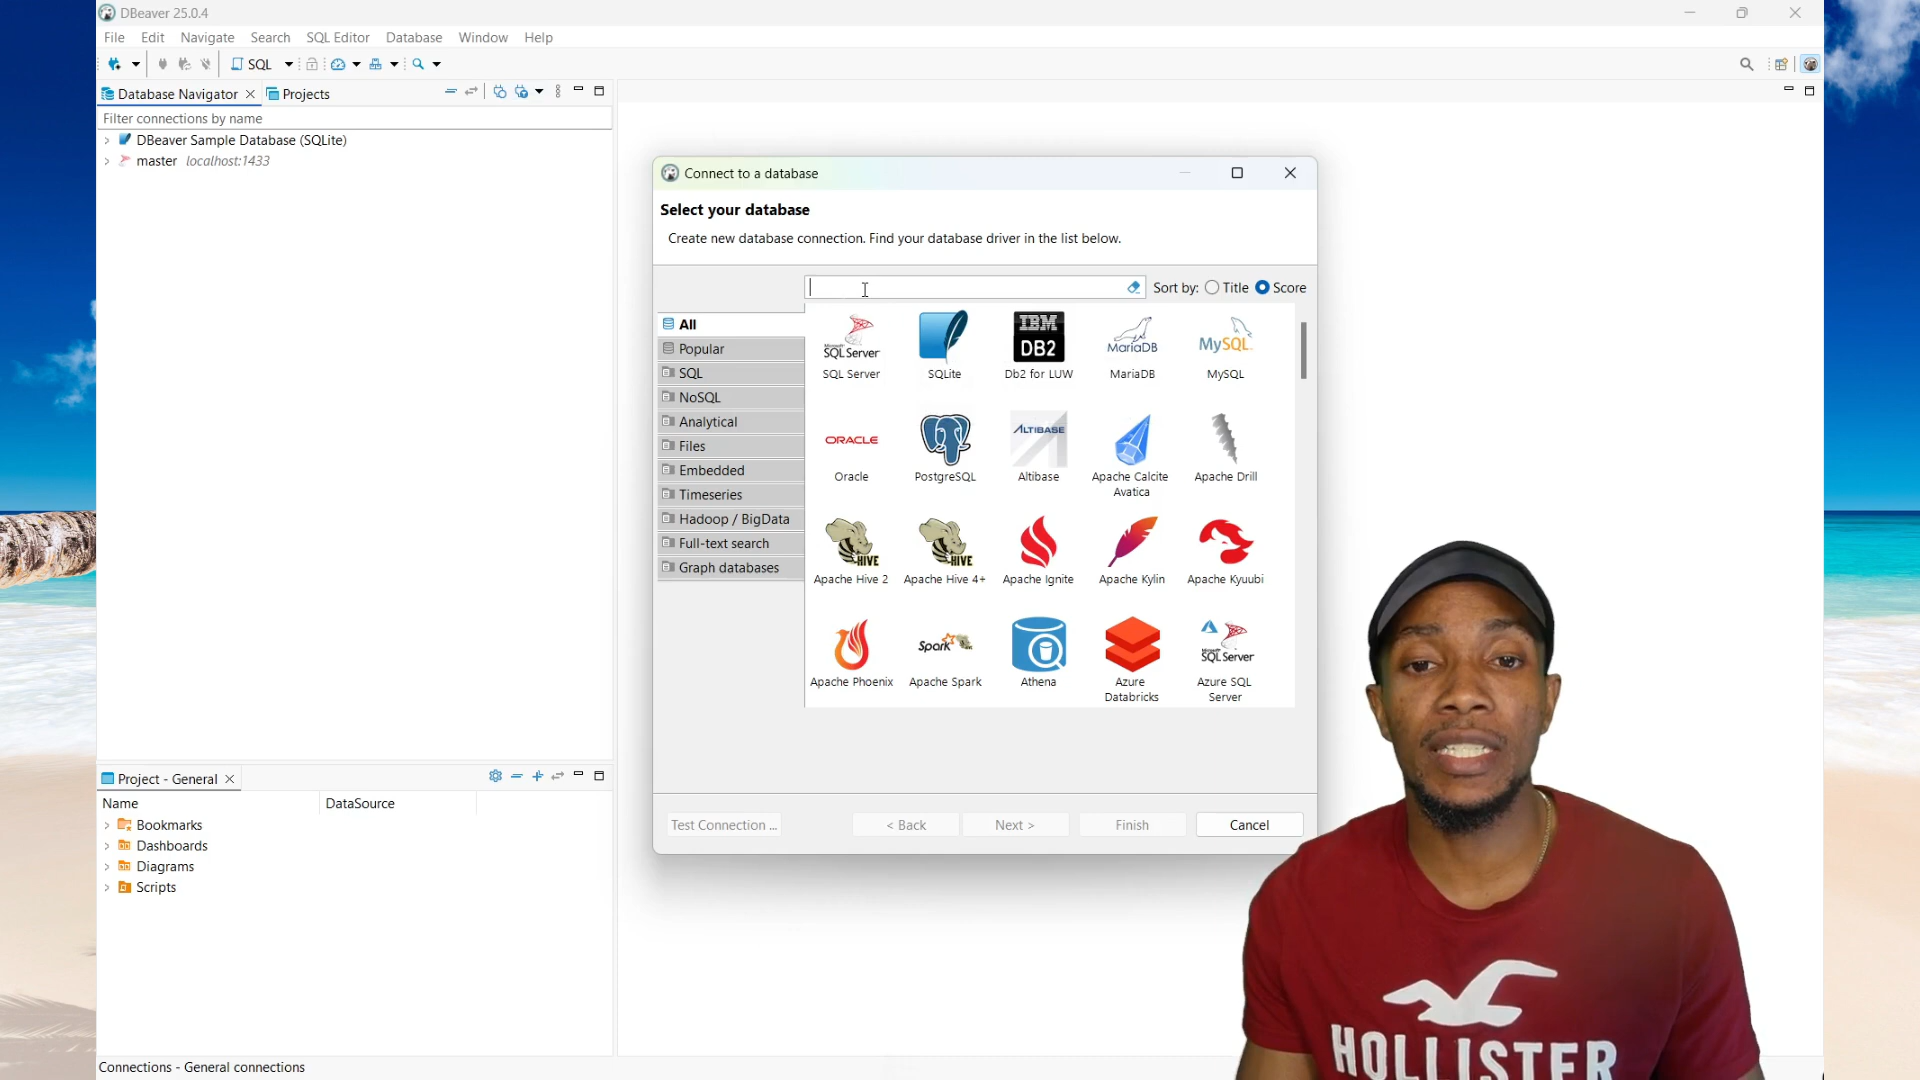 DBeaver 25.0.4
File Edit Navigate Search SQL Editor Database Window Help
SQL
Database Navigator Projects
Filter connections by name
DBeaver Sample Database (SQLite)
master localhost:1433
Connect to a database
Select your database
Create new database connection. Find your database driver in the list below.
Sort by: Title Score
All
Popular
SQL
NoSQL
Analytical
Files
Embedded
Timeseries
Hadoop / BigData
Full-text search
Graph databases
Microsoft SQL Server IBM DB2 MariaDB MySQL
SQL Server SQLite Db2 for LUW MariaDB MySQL
ORACLE ALTIBASE
Oracle PostgreSQL Altibase Apache Calcite Avatica Apache Drill
HIVE HIVE
Apache Hive 2 Apache Hive 4+ Apache Ignite Apache Kylin Apache Kyuubi
Spark Microsoft SQL Server
Apache Phoenix Apache Spark Athena Azure Databricks Azure SQL Server
Test Connection ... < Back Next > Finish Cancel
Project - General
Name DataSource
Bookmarks
Dashboards
Diagrams
Scripts
Connections - General connections
HOLLISTER